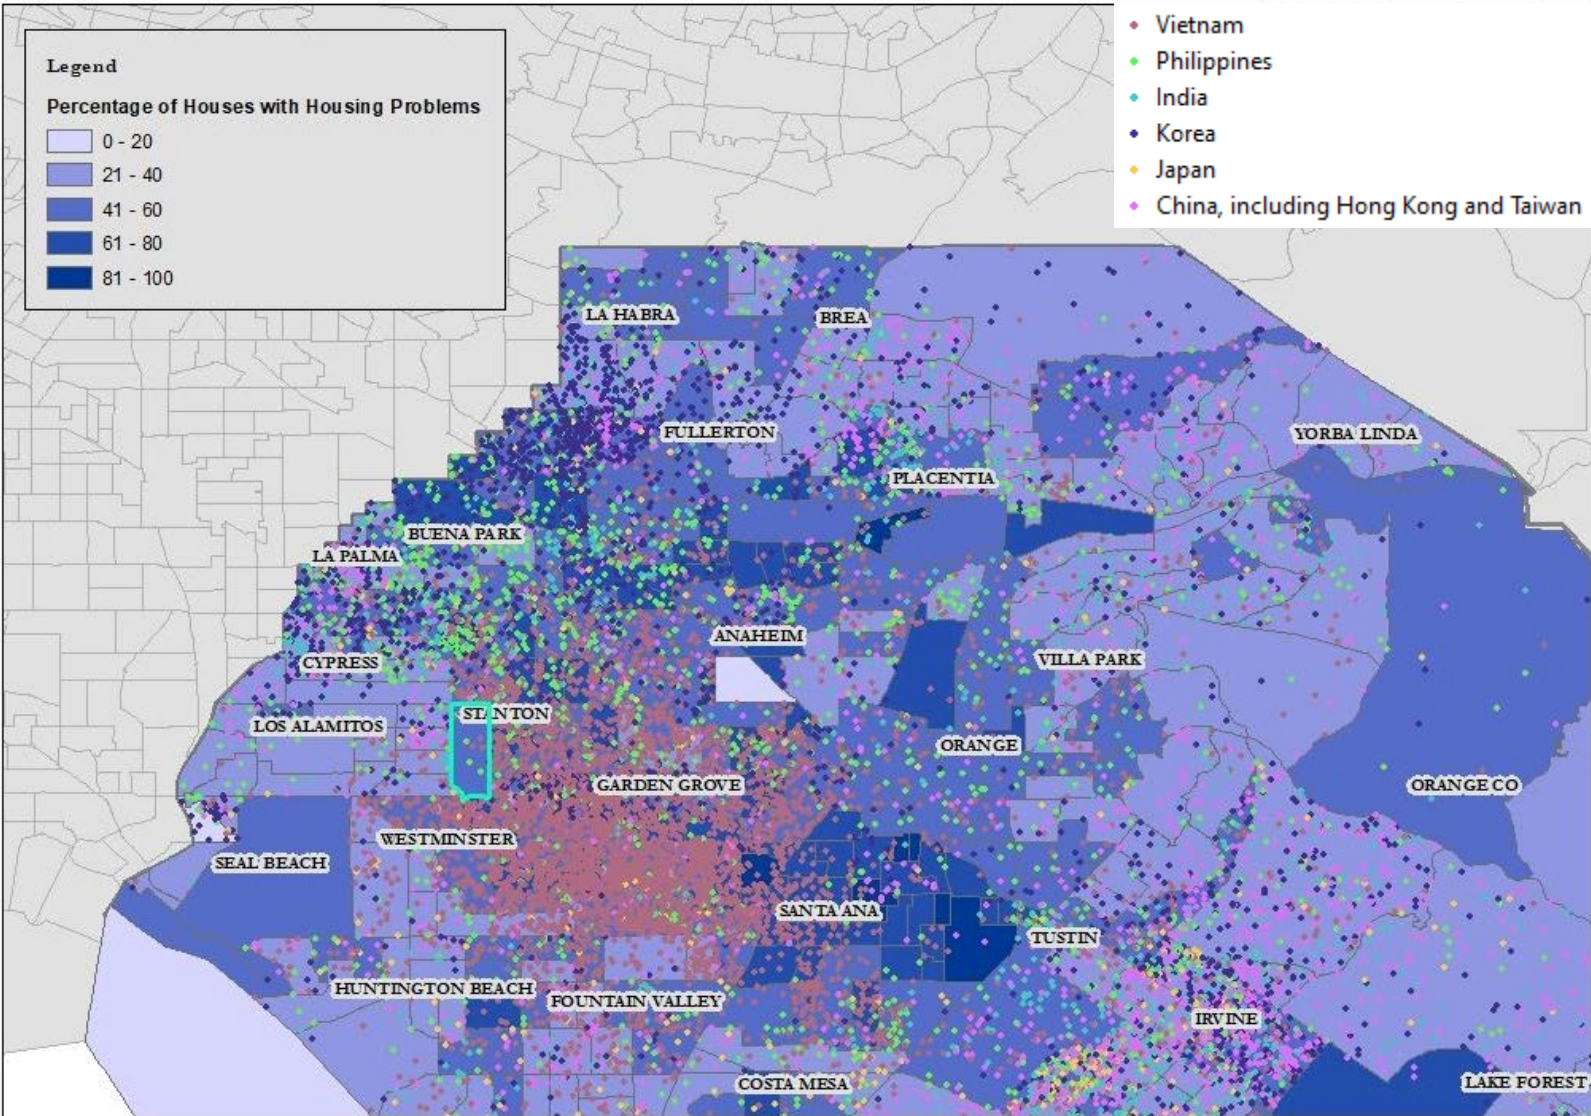 Legend
Percentage of Houses with Housing Problems
0 - 20
21 - 40
41 - 60
61 - 80
81 - 100
Vietnam
Philippines
India
Korea
Japan
China, including Hong Kong and Taiwan
LA HABRA
BREA
FULLERTON
YORBA LINDA
PLACENTIA
BUENA PARK
LA PALMA
ANAHEIM
CYPRESS
VILLA PARK
STANTON
LOS ALAMITOS
ORANGE
GARDEN GROVE
ORANGE CO
WESTMINSTER
SEAL BEACH
SANTA ANA
TUSTIN
HUNTINGTON BEACH
FOUNTAIN VALLEY
IRVINE
COSTA MESA
LAKE FOREST